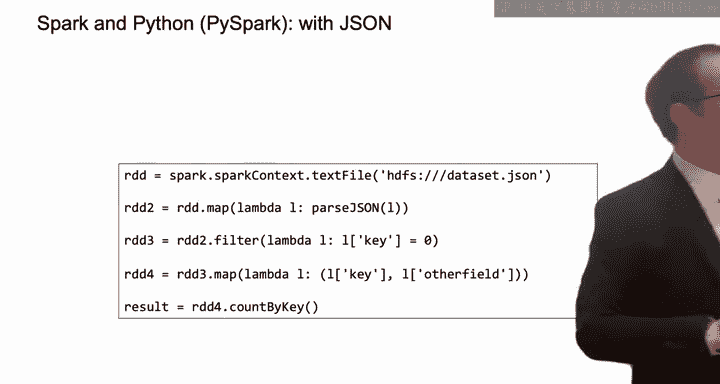 Spark and Python (PySpark): with JSON
rdd = spark.sparkContext.textFile('hdfs:///dataset.json')
rdd2 = rdd.map(lambda l: parseJSON(l))
rdd3 = rdd2.filter(lambda l: l['key'] = 0)
rdd4 = rdd3.map(lambda l: (l['key'], l['otherfield']))
result = rdd4.countByKey()